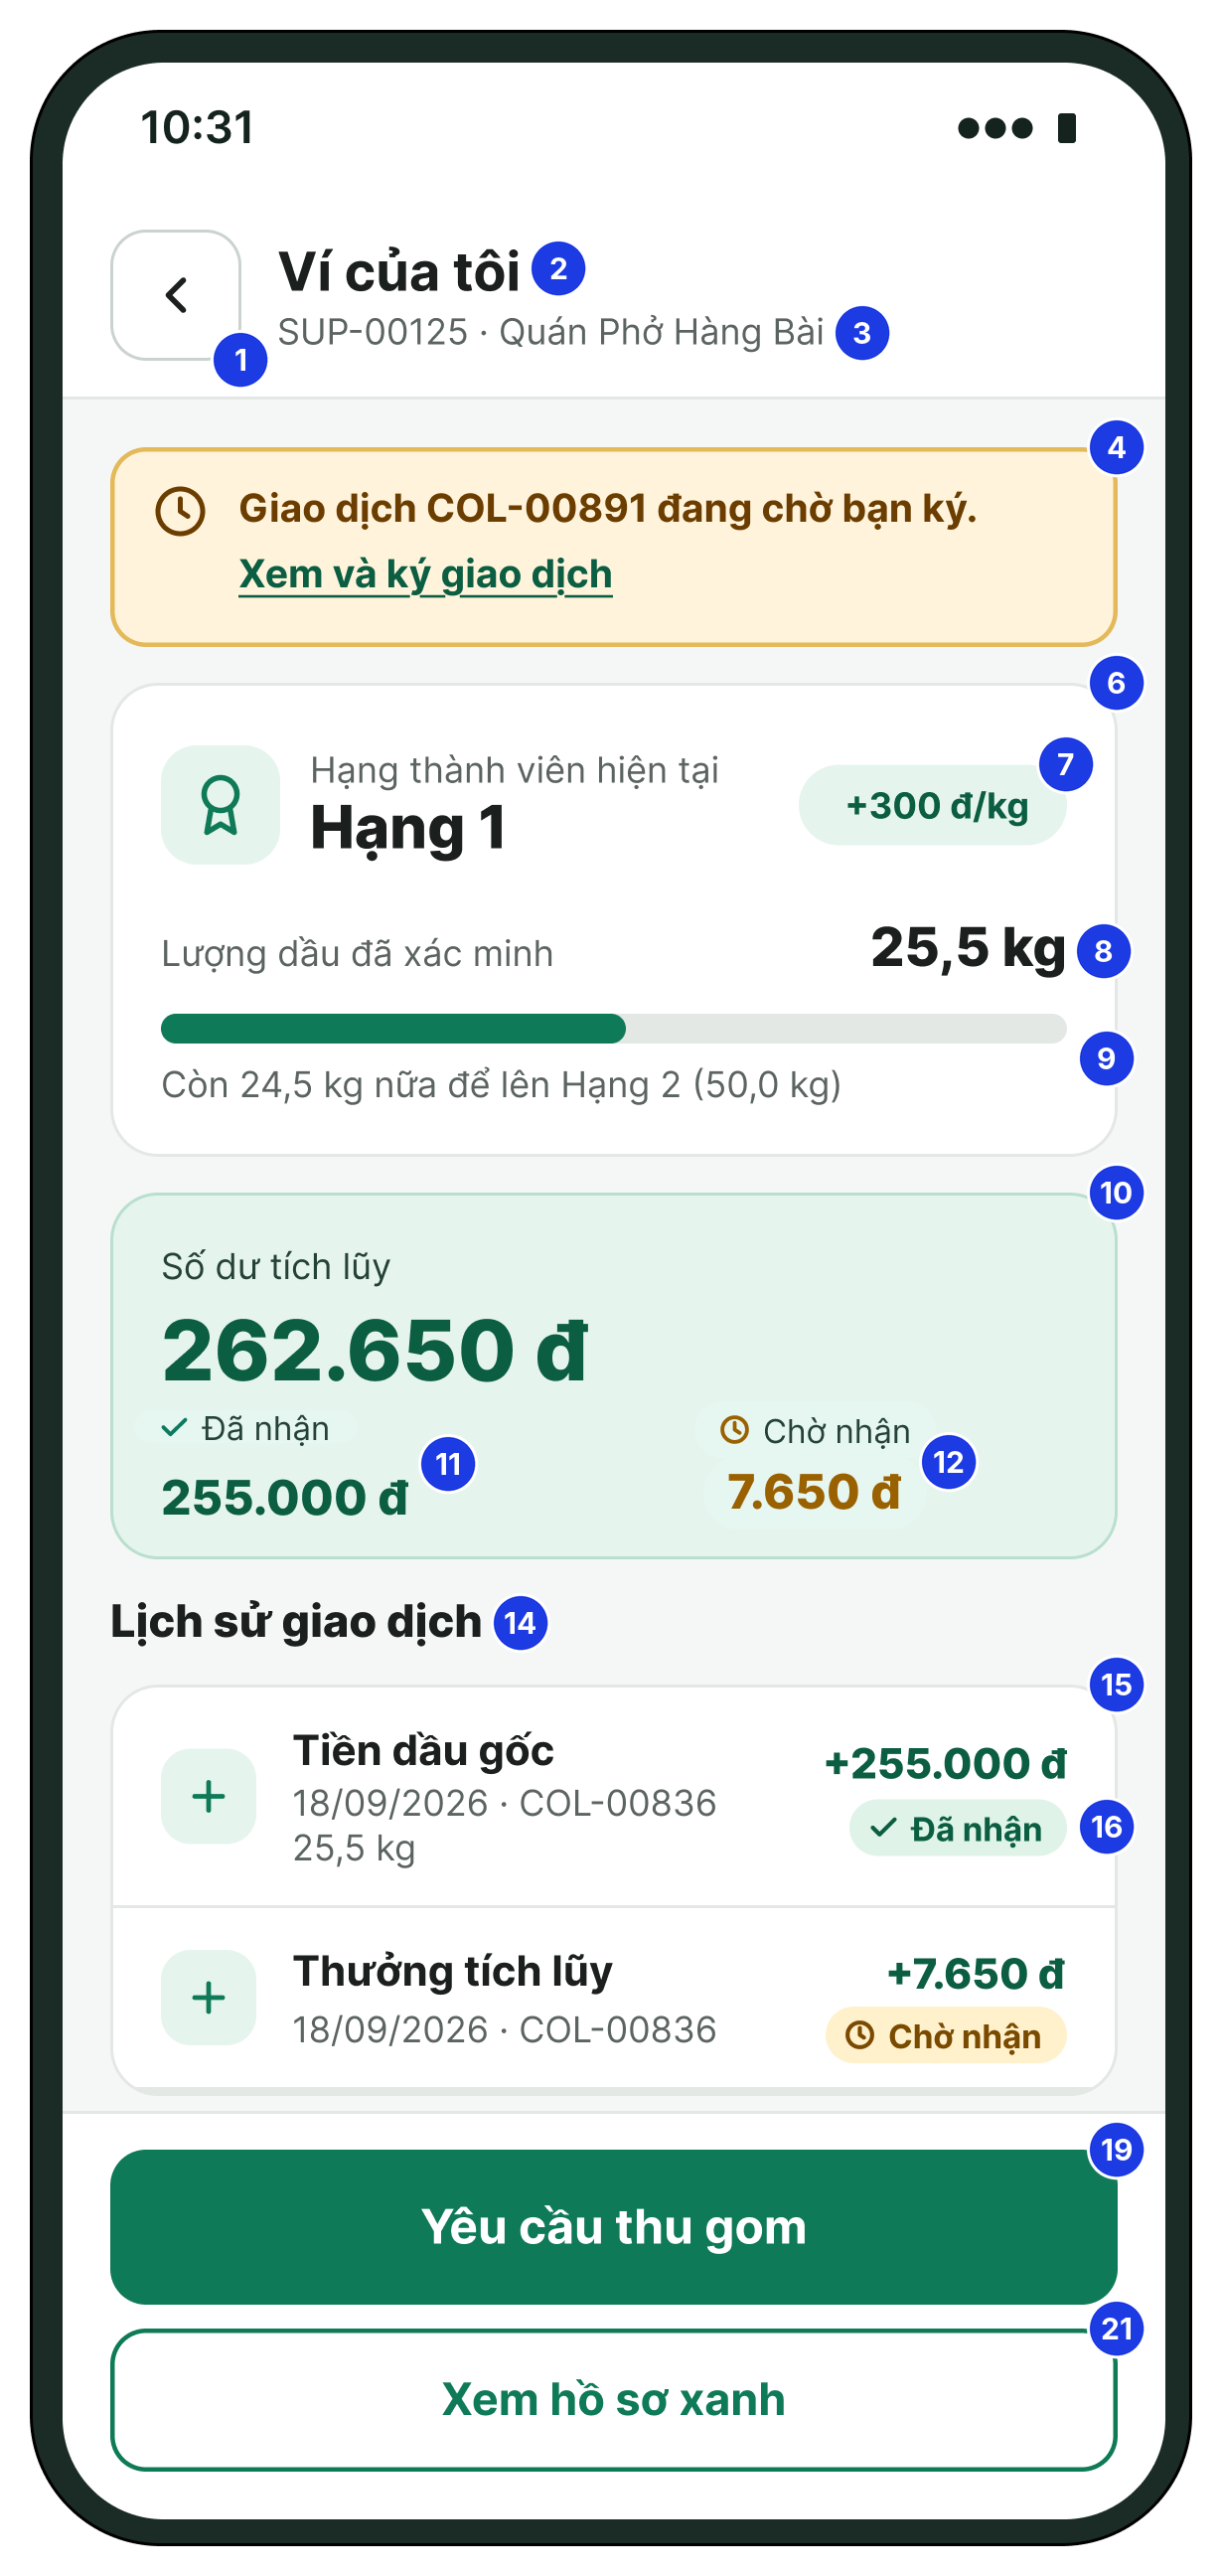 10:31
Ví của tôi 2
SUP-00125 · Quán Phở Hàng Bài 3
1
4
Giao dịch COL-00891 đang chờ bạn ký.
Xem và ký giao dịch
6
Hạng thành viên hiện tại
Hạng 1
7
+300 đ/kg
Lượng dầu đã xác minh
25,5 kg 8
9
Còn 24,5 kg nữa để lên Hạng 2 (50,0 kg)
10
Số dư tích lũy
262.650 đ
Đã nhận
255.000 đ
11
Chờ nhận
7.650 đ
12
Lịch sử giao dịch 14
15
Tiền dầu gốc
18/09/2026 · COL-00836
25,5 kg
+255.000 đ
Đã nhận 16
Thưởng tích lũy
18/09/2026 · COL-00836
+7.650 đ
Chờ nhận
19
Yêu cầu thu gom
21
Xem hồ sơ xanh